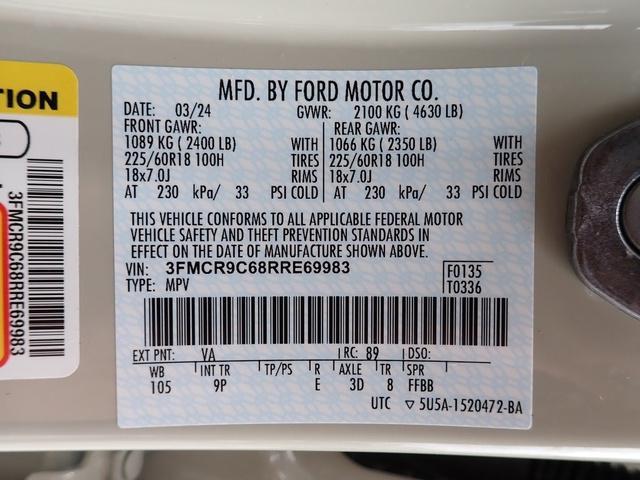 TION
3FMCR9C68RRE69983
MFD. BY FORD MOTOR CO.
DATE: 03/24 GVWR: 2100 KG ( 4630 LB)
FRONT GAWR: REAR GAWR:
1089 KG ( 2400 LB) WITH 1066 KG ( 2350 LB) WITH
225/60R18 100H TIRES 225/60R18 100H TIRES
18x7.0J RIMS 18x7.0J RIMS
AT 230 kPa/ 33 PSI COLD AT 230 kPa/ 33 PSI COLD
THIS VEHICLE CONFORMS TO ALL APPLICABLE FEDERAL MOTOR
VEHICLE SAFETY AND THEFT PREVENTION STANDARDS IN
EFFECT ON THE DATE OF MANUFACTURE SHOWN ABOVE.
VIN: 3FMCR9C68RRE69983 F0135
TYPE: MPV T0336
EXT PNT: VA RC: 89 DSO:
WB INT TR TP/PS R AXLE TR SPR
105 9P E 3D 8 FFBB
UTC ▽ 5U5A-1520472-BA